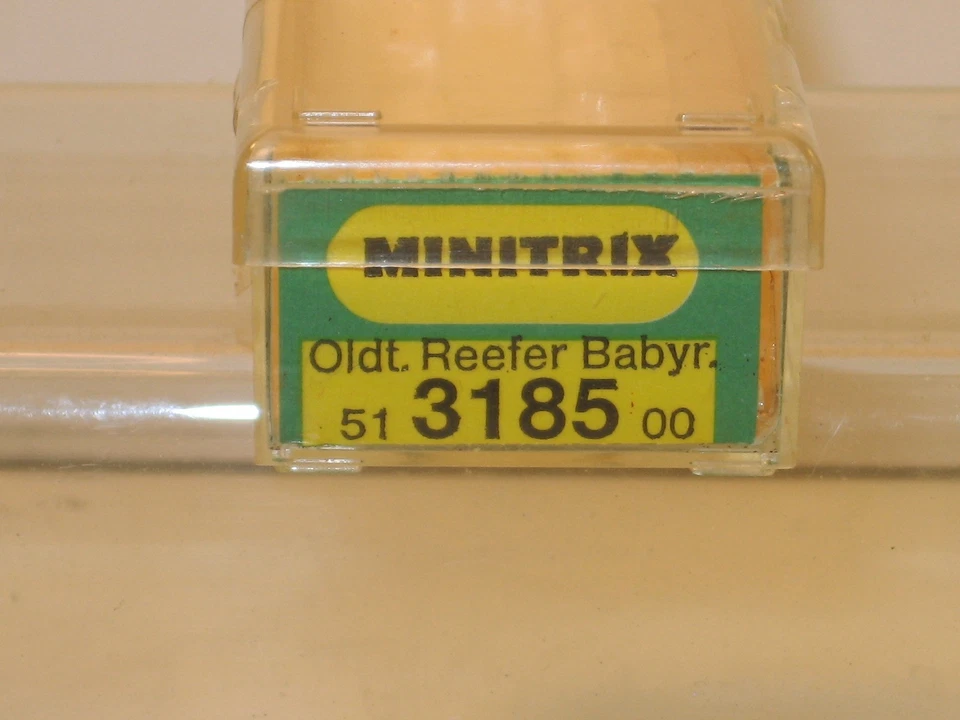 MINITRIX
Oldt. Reefer Babyr.
51 3185 00